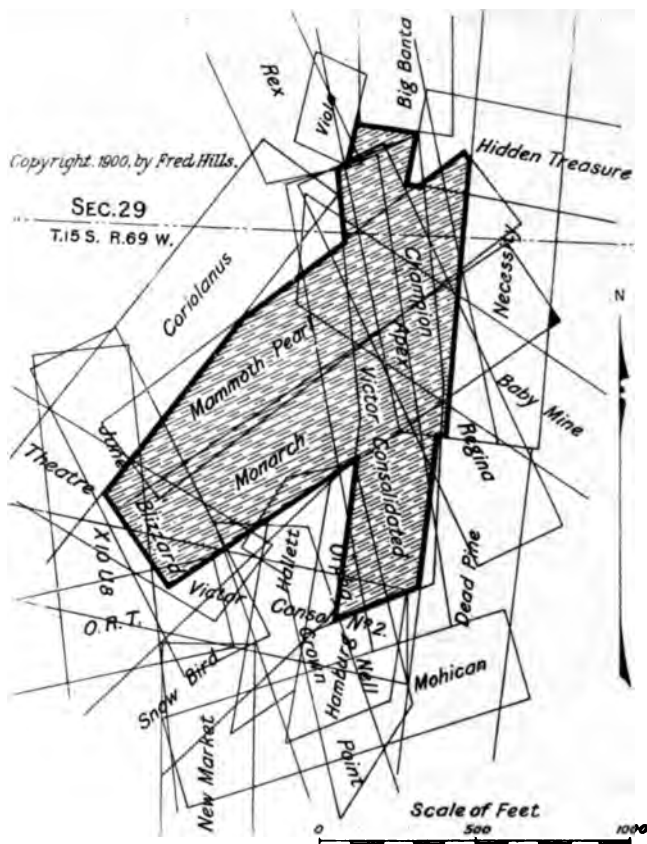 Rex
Viola
Big Banta
Hidden Treasure
Copyright. 1900, by Fred Hills.
SEC. 29
T. 15 S. R. 69 W.
Coriolanus
Champion
Necessity
N
Mammoth Pearl
Apex
Baby Mine
Victor Consolidated
Regina
June
Theatre
Monarch
Blizzard
X10U8
O.R.T.
Victor
Hallett
Dead Pine
Consol. No 2.
Crown
Hamburg
Nell
Mohican
Snow Bird
New Market
Point
Scale of Feet
0 500 1000